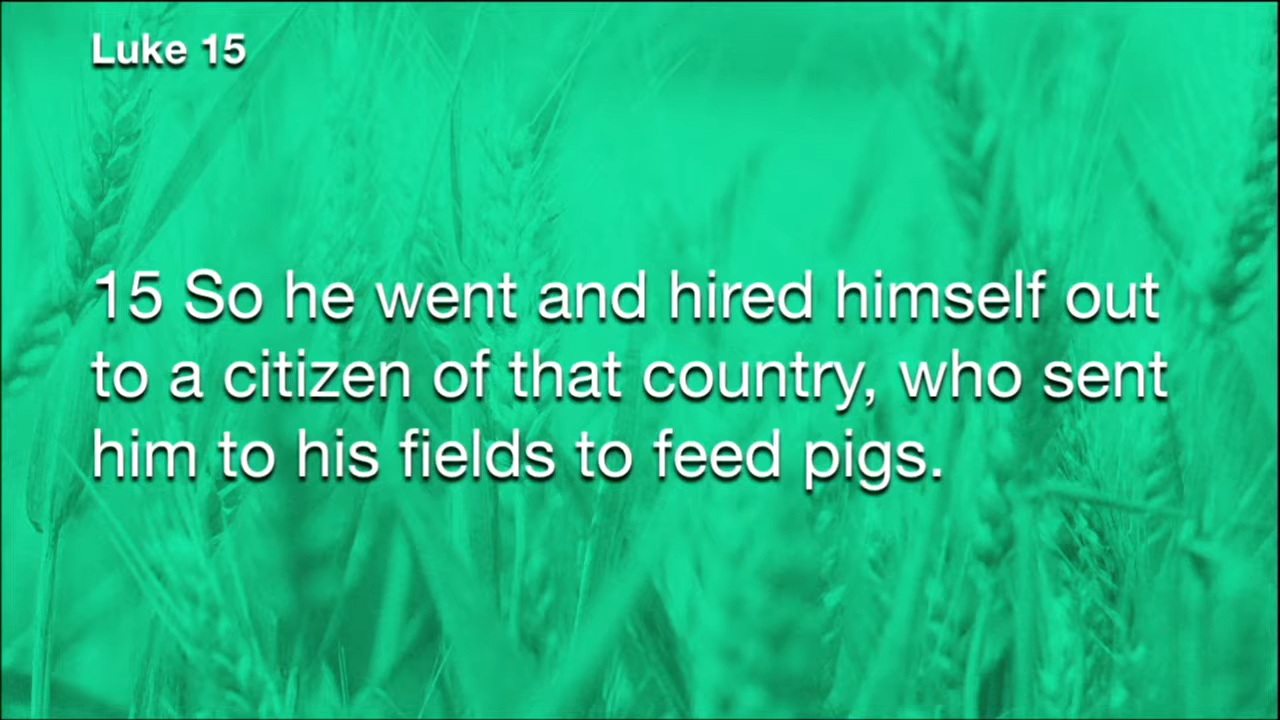 Luke 15
15 So he went and hired himself out
to a citizen of that country, who sent
him to his fields to feed pigs.